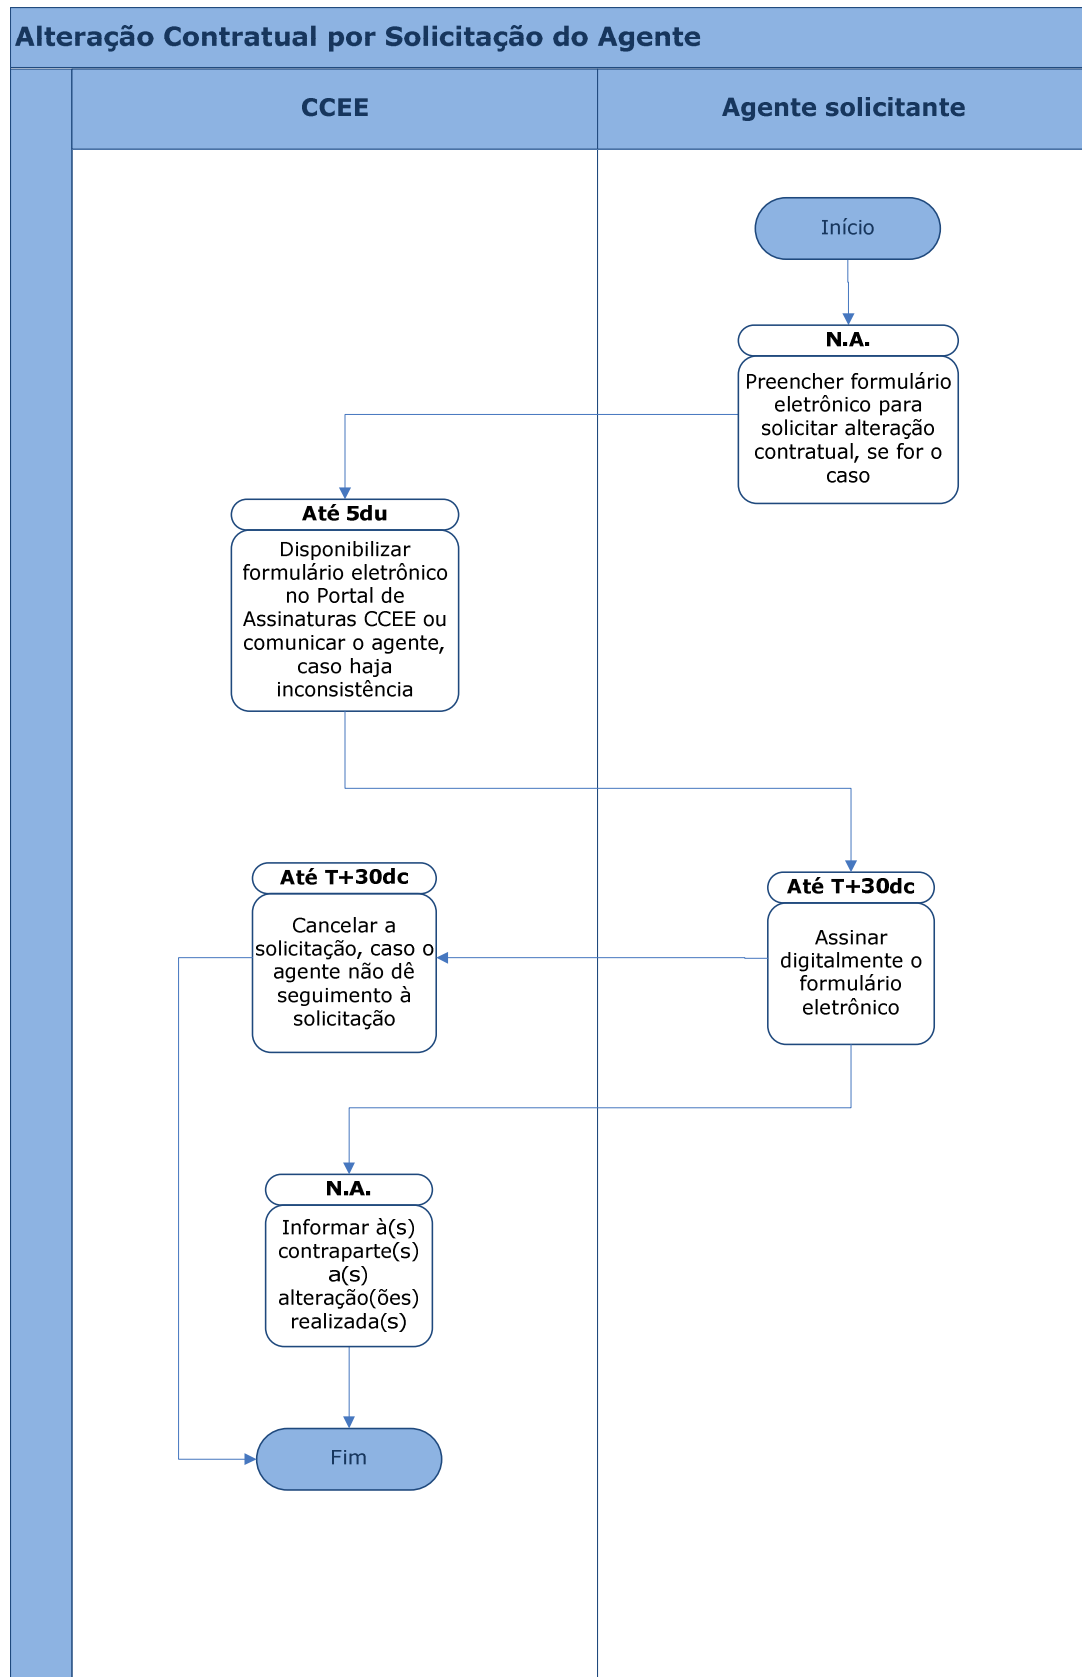 Alteração Contratual por Solicitação do Agente
CCEE
Agente solicitante
Início
N.A.
Preencher formulário
eletrônico para
solicitar alteração
contratual, se for o
caso
Até 5du
Disponibilizar
formulário eletrônico
no Portal de
Assinaturas CCEE ou
comunicar o agente,
caso haja
inconsistência
Até T+30dc
Assinar
digitalmente o
formulário
eletrônico
Até T+30dc
Cancelar a
solicitação, caso o
agente não dê
seguimento à
solicitação
N.A.
Informar à(s)
contraparte(s)
a(s)
alteração(ões)
realizada(s)
Fim